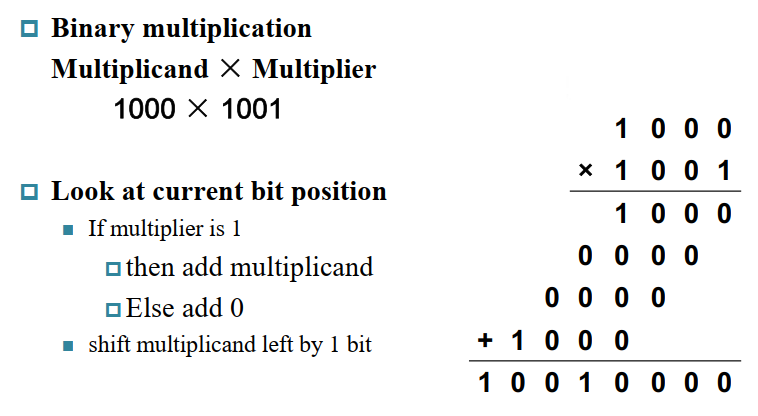 Binary multiplication
Multiplicand × Multiplier
1000 × 1001
Look at current bit position
If multiplier is 1
then add multiplicand
Else add 0
shift multiplicand left by 1 bit
1 0 0 0
× 1 0 0 1
1 0 0 0
0 0 0 0
0 0 0 0
+ 1 0 0 0
1 0 0 1 0 0 0 0